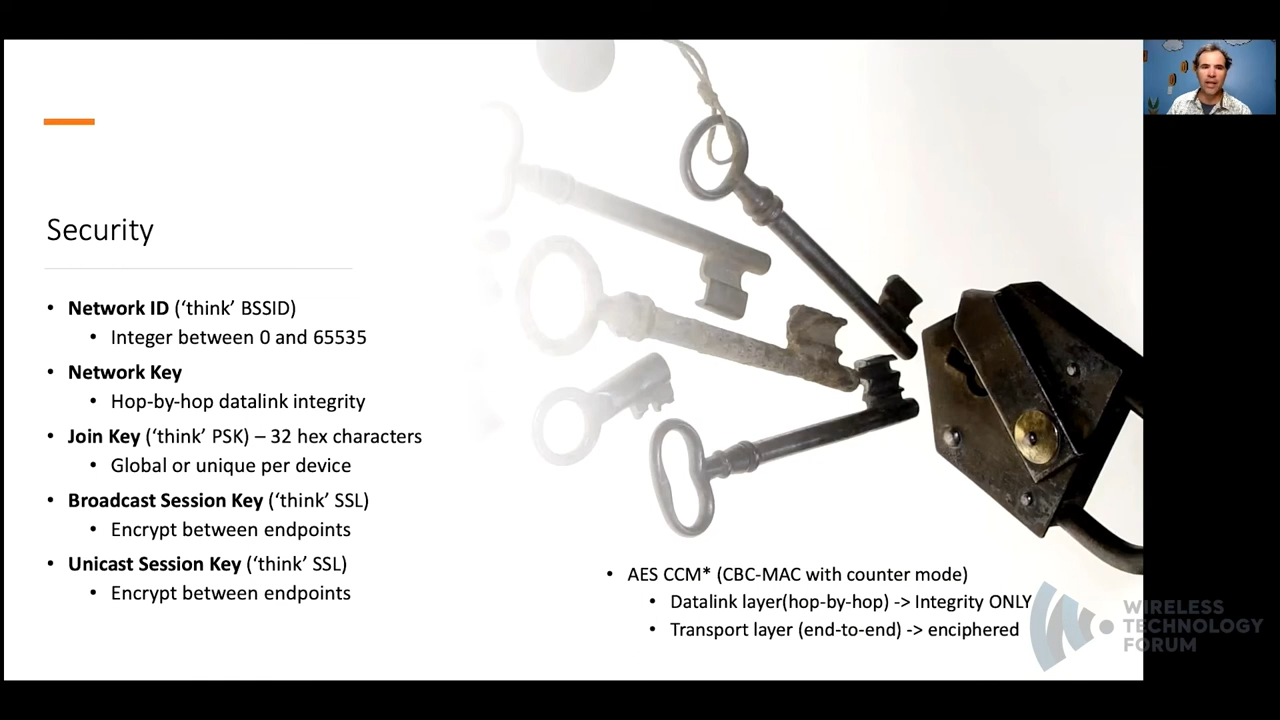 Security
• Network ID (‘think’ BSSID)
• Integer between 0 and 65535
• Network Key
• Hop-by-hop datalink integrity
• Join Key (‘think’ PSK) – 32 hex characters
• Global or unique per device
• Broadcast Session Key (‘think’ SSL)
• Encrypt between endpoints
• Unicast Session Key (‘think’ SSL)
• Encrypt between endpoints
• AES CCM* (CBC-MAC with counter mode)
• Datalink layer(hop-by-hop) -> Integrity ONLY
• Transport layer (end-to-end) -> enciphered
WIRELESS
TECHNOLOGY
FORUM